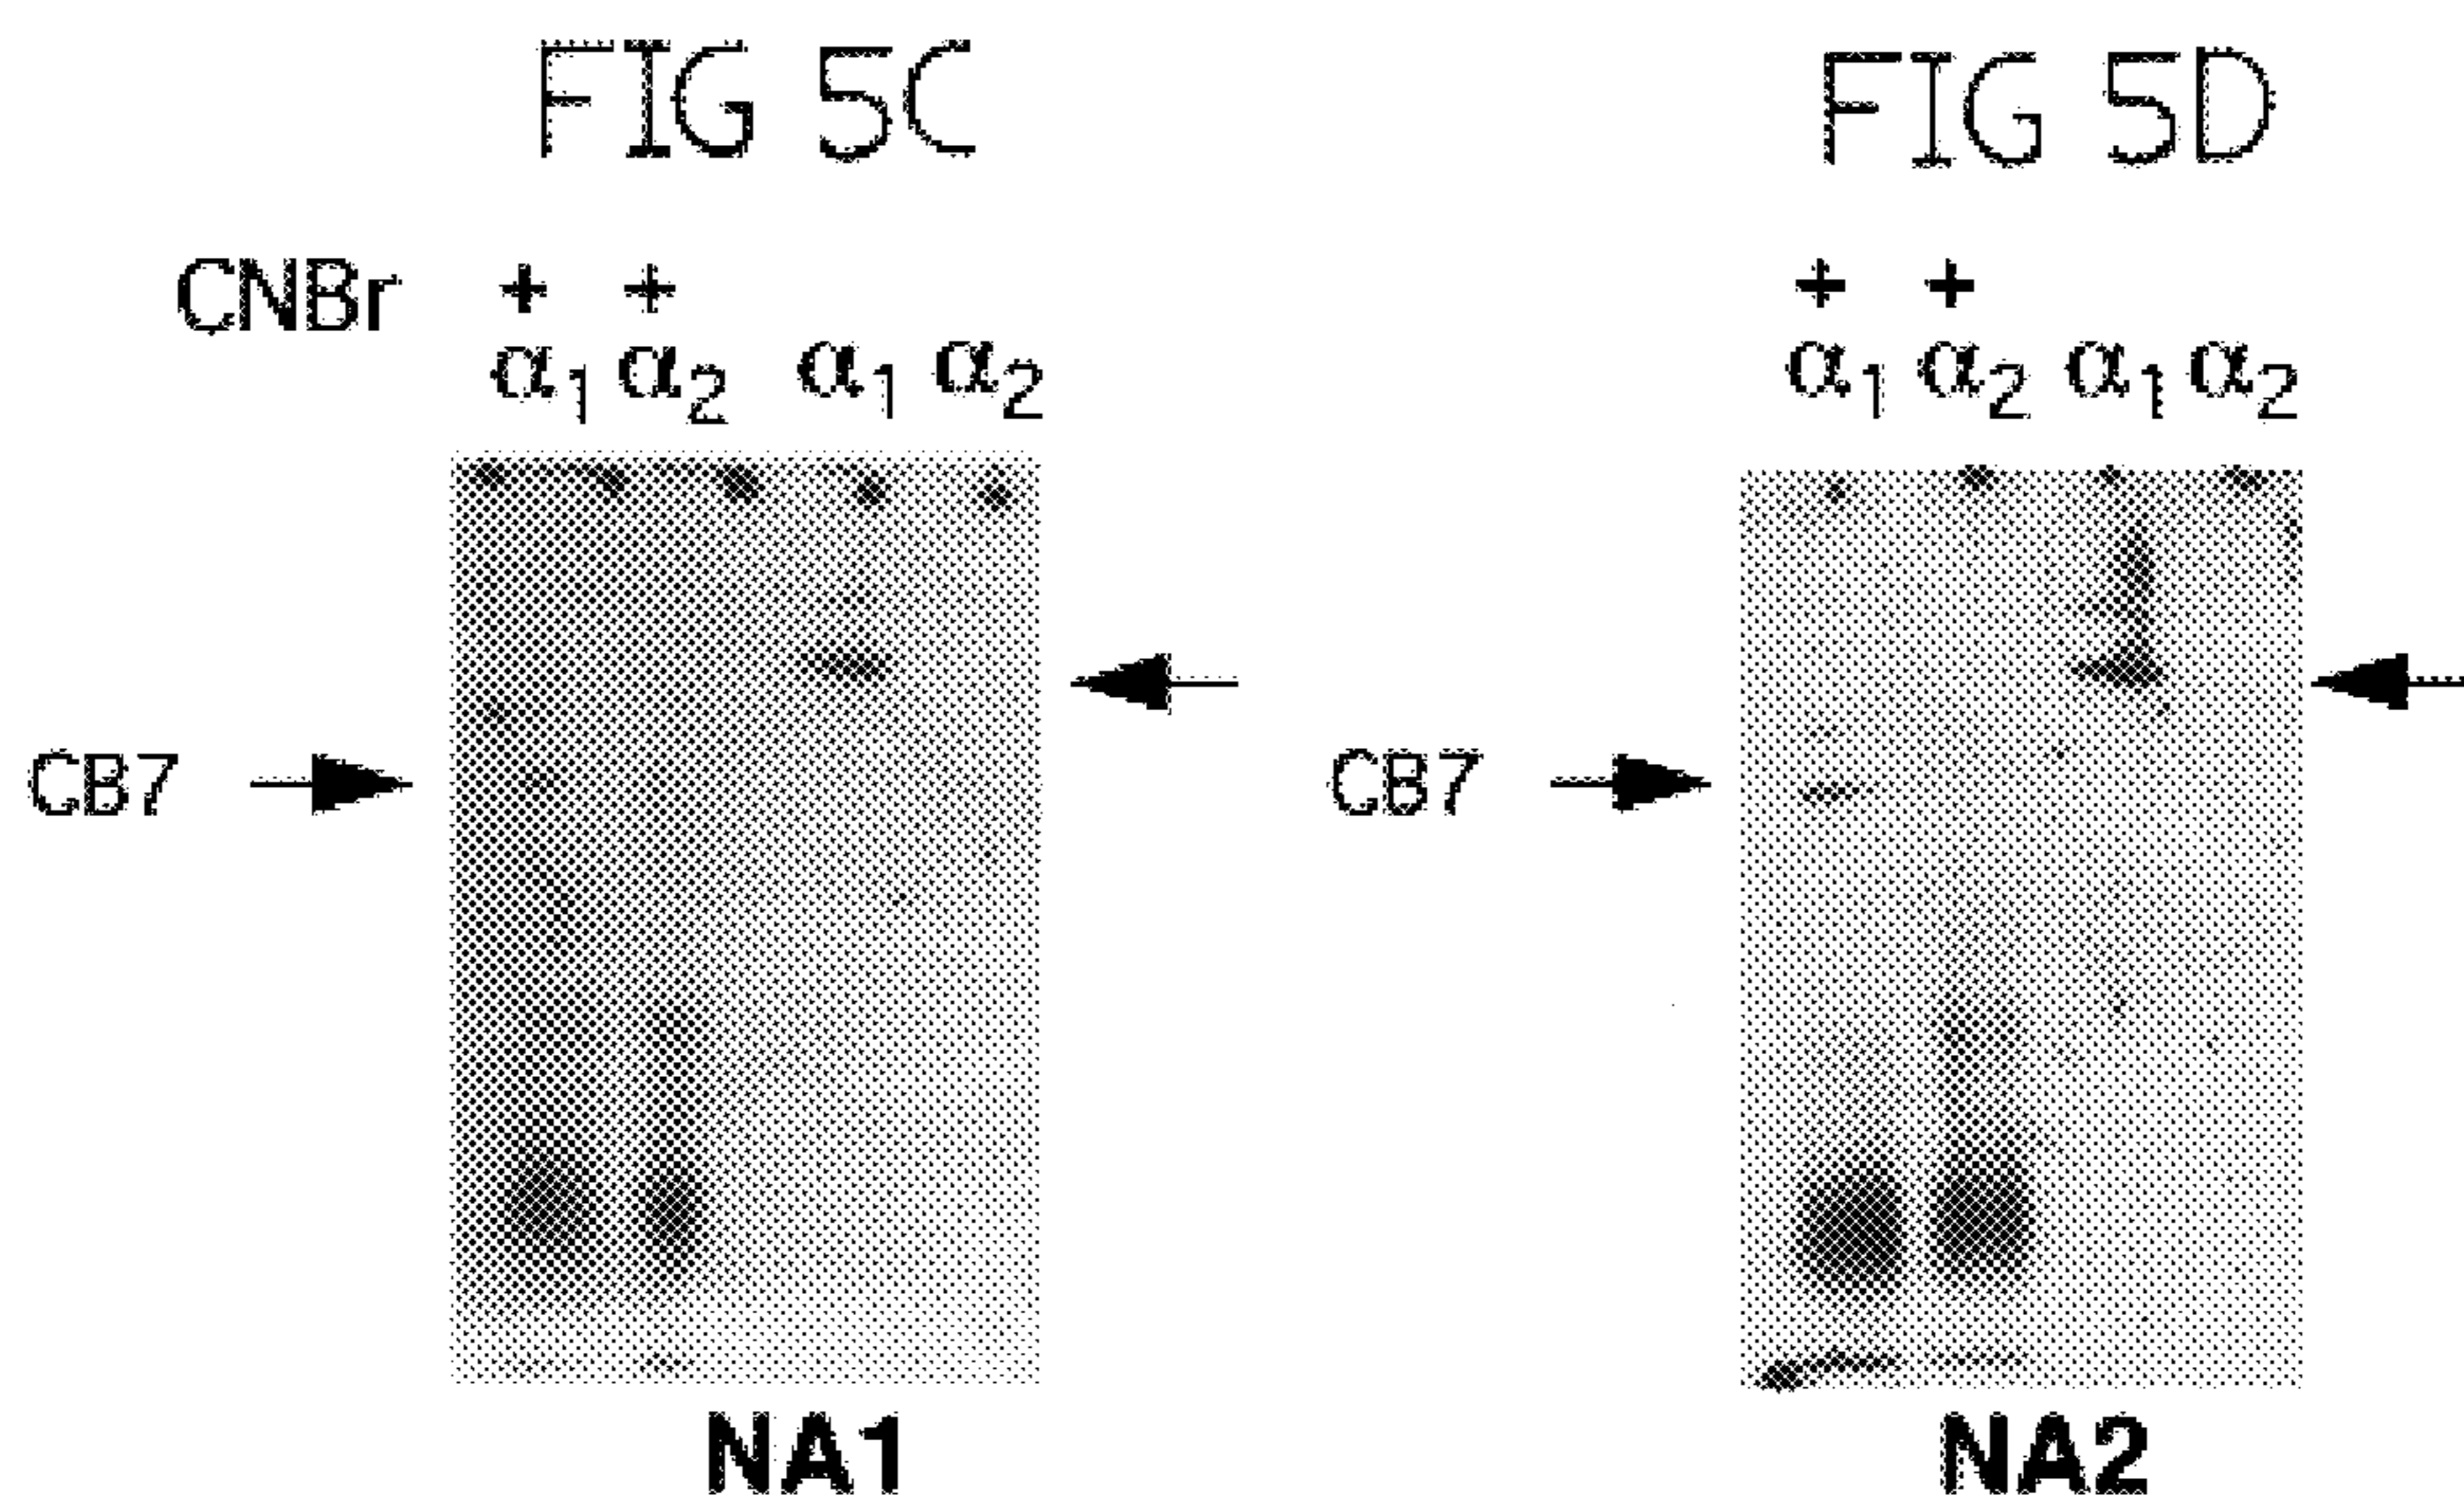 FIG 5C
FIG 5D
CNBr + +
+ +
α1 α2 α1 α2
α1 α2 α1 α2
CB7
CB7
NA1
NA2